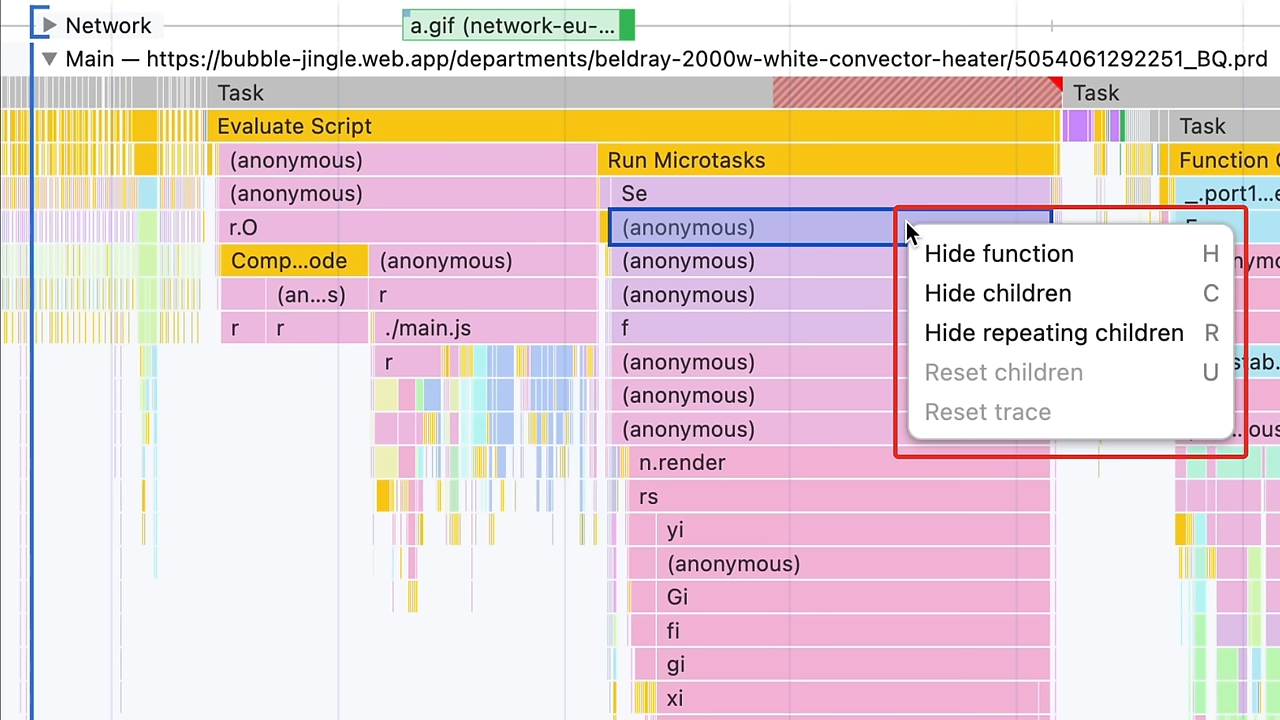 Network
a.gif (network-eu-...
Main — https://bubble-jingle.web.app/departments/beldray-2000w-white-convector-heater/5054061292251_BQ.prd
Task
Task
Evaluate Script
Task
(anonymous)
Run Microtasks
Function
(anonymous)
Se
_.port1...e
r.O
(anonymous)
Comp...ode
(anonymous)
(anonymous)
(an...s)
r
(anonymous)
r
r
./main.js
f
r
(anonymous)
(anonymous)
(anonymous)
n.render
rs
yi
(anonymous)
Gi
fi
gi
xi
Hide function H
Hide children C
Hide repeating children R
Reset children U
Reset trace